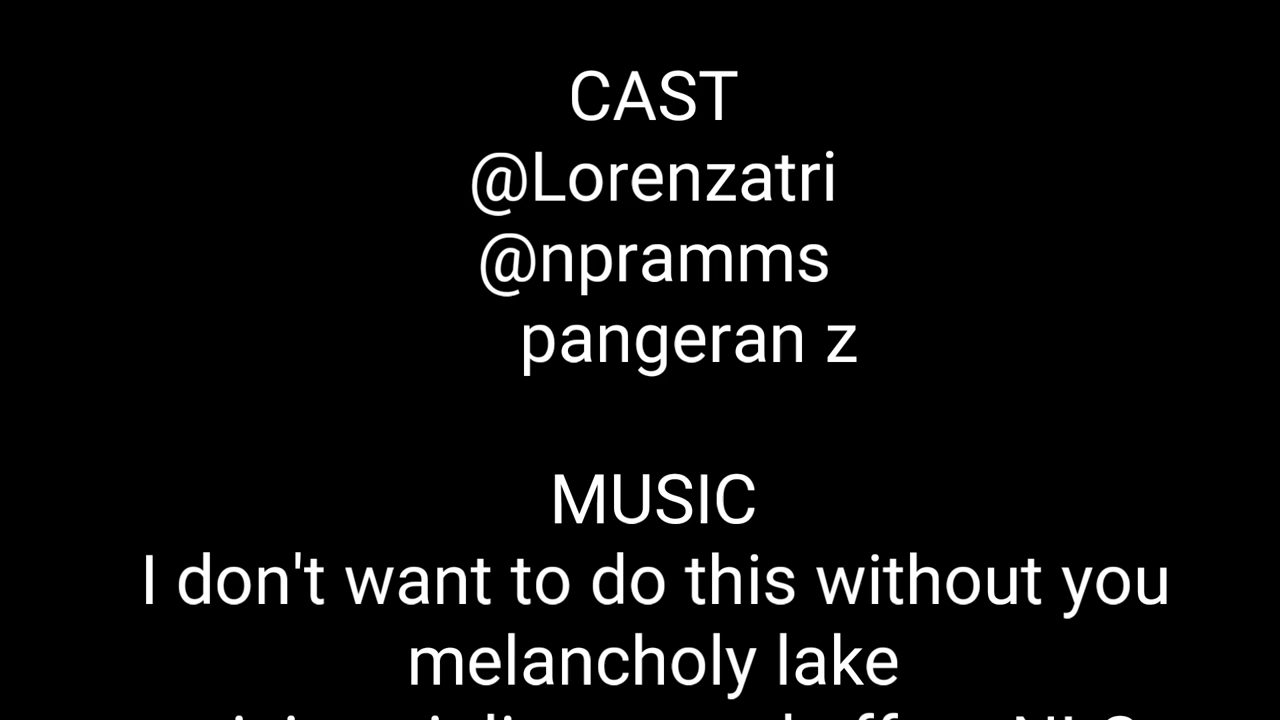 CAST
@Lorenzatri
@npramms
pangeran z
MUSIC
I don't want to do this without you
melancholy lake